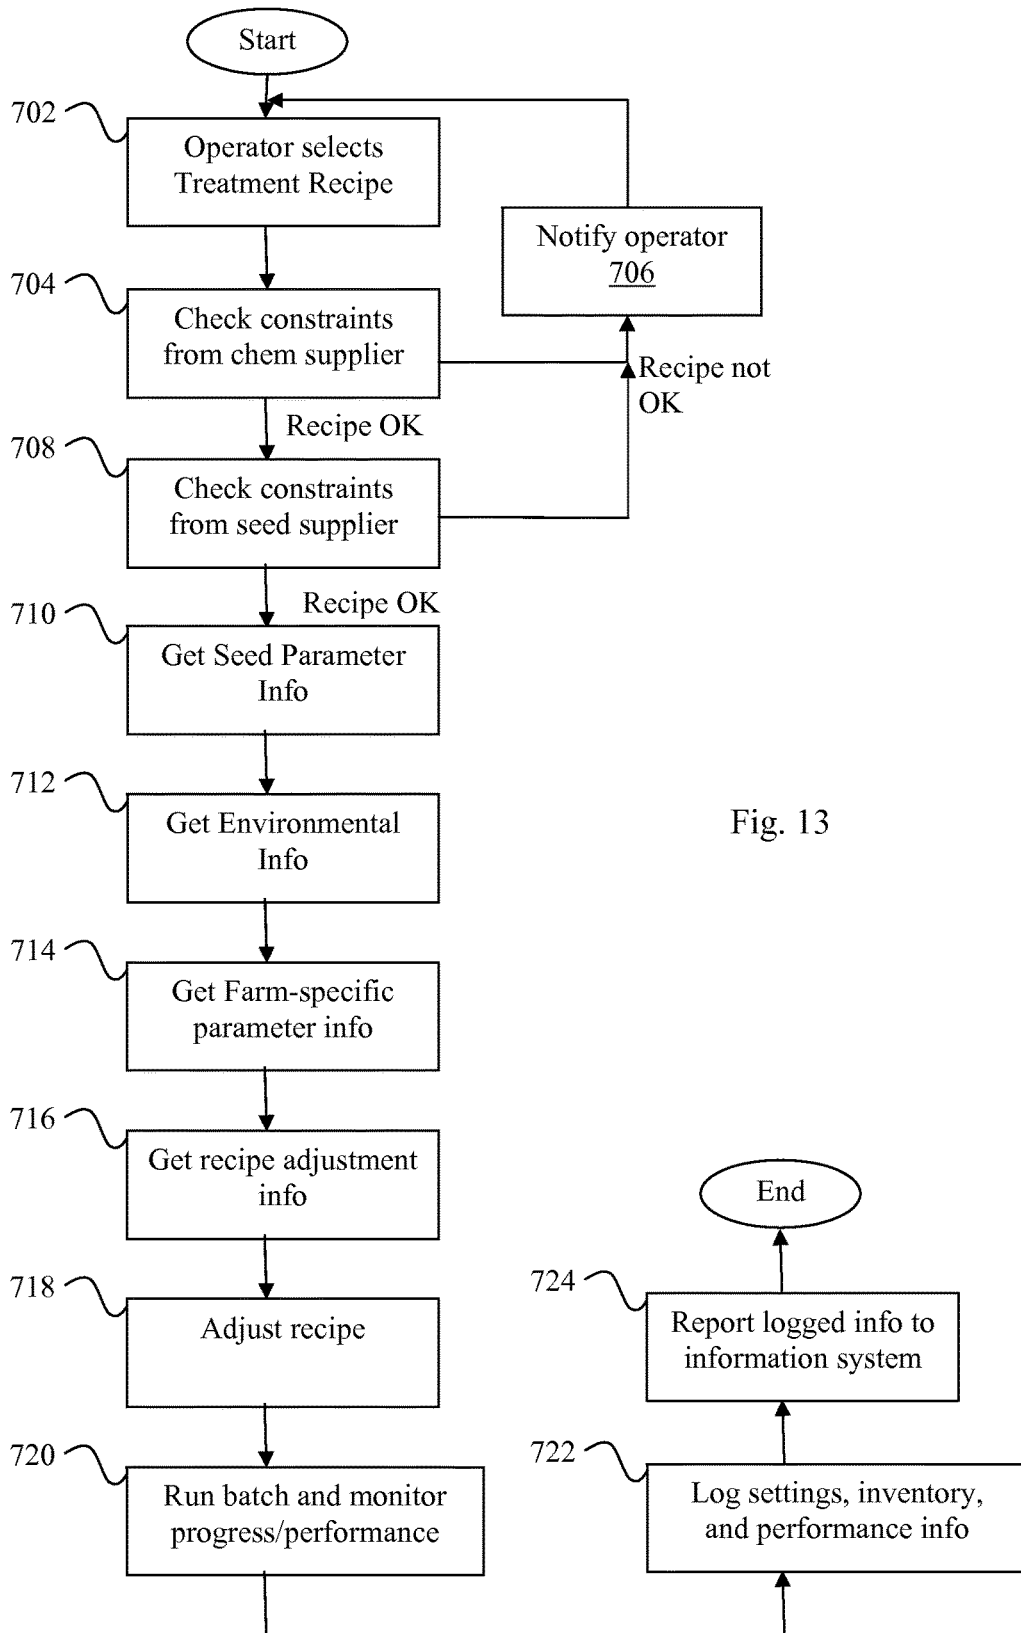 Start
702
Operator selects
Treatment Recipe
Notify operator
706
704
Check constraints
from chem supplier
Recipe not
OK
Recipe OK
708
Check constraints
from seed supplier
Recipe OK
710
Get Seed Parameter
Info
712
Get Environmental
Info
Fig. 13
714
Get Farm-specific
parameter info
716
Get recipe adjustment
info
718
Adjust recipe
720
Run batch and monitor
progress/performance
End
724
Report logged info to
information system
722
Log settings, inventory,
and performance info